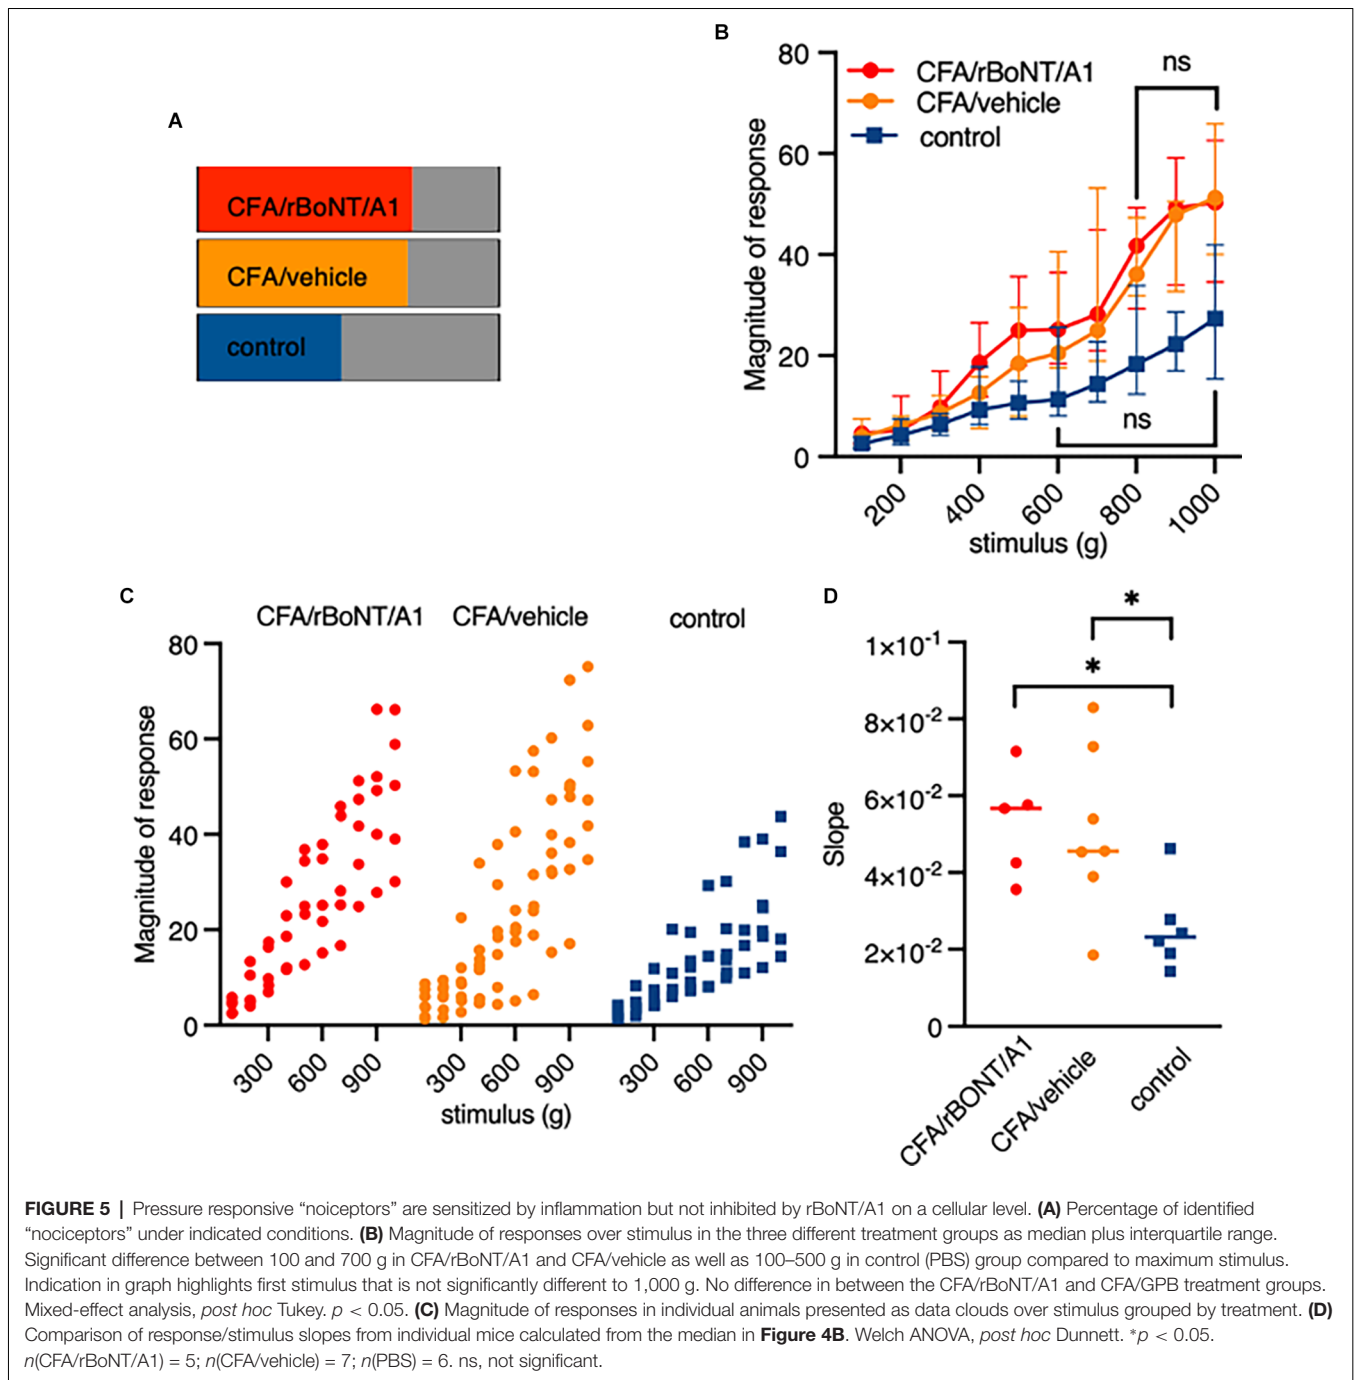 A
CFA/rBoNT/A1
CFA/vehicle
control
B
80
60
40
20
0
Magnitude of response
CFA/rBoNT/A1
CFA/vehicle
control
ns
ns
200
400
600
800
1000
stimulus (g)
C
CFA/rBoNT/A1
CFA/vehicle
control
80
60
40
20
0
Magnitude of response
300
600
900
300
600
900
300
600
900
stimulus (g)
D
*
*
1×10⁻¹
8×10⁻²
6×10⁻²
4×10⁻²
2×10⁻²
0
Slope
CFA/rBONT/A1
CFA/vehicle
control
FIGURE 5 | Pressure responsive “noiceptors” are sensitized by inflammation but not inhibited by rBoNT/A1 on a cellular level. (A) Percentage of identified
“nociceptors” under indicated conditions. (B) Magnitude of responses over stimulus in the three different treatment groups as median plus interquartile range.
Significant difference between 100 and 700 g in CFA/rBoNT/A1 and CFA/vehicle as well as 100–500 g in control (PBS) group compared to maximum stimulus.
Indication in graph highlights first stimulus that is not significantly different to 1,000 g. No difference in between the CFA/rBoNT/A1 and CFA/GPB treatment groups.
Mixed-effect analysis, post hoc Tukey. p < 0.05. (C) Magnitude of responses in individual animals presented as data clouds over stimulus grouped by treatment. (D)
Comparison of response/stimulus slopes from individual mice calculated from the median in Figure 4B. Welch ANOVA, post hoc Dunnett. *p < 0.05.
n(CFA/rBoNT/A1) = 5; n(CFA/vehicle) = 7; n(PBS) = 6. ns, not significant.